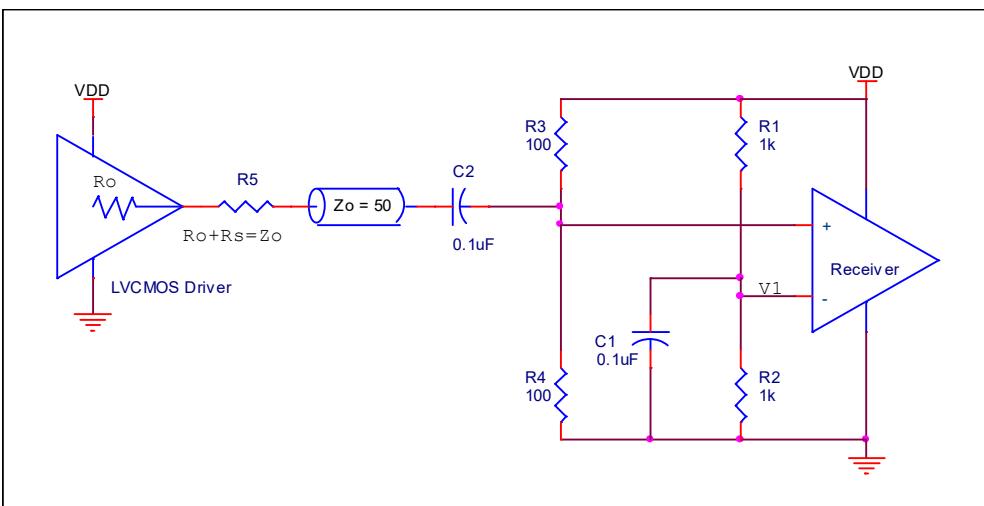 VDD
VDD
R3
100
R1
1k
C2
0.1uF
Ro
R5
Zo = 50
Ro+Rs=Zo
LVCMOS Driver
+
Receiver
V1
-
C1
0.1uF
R4
100
R2
1k